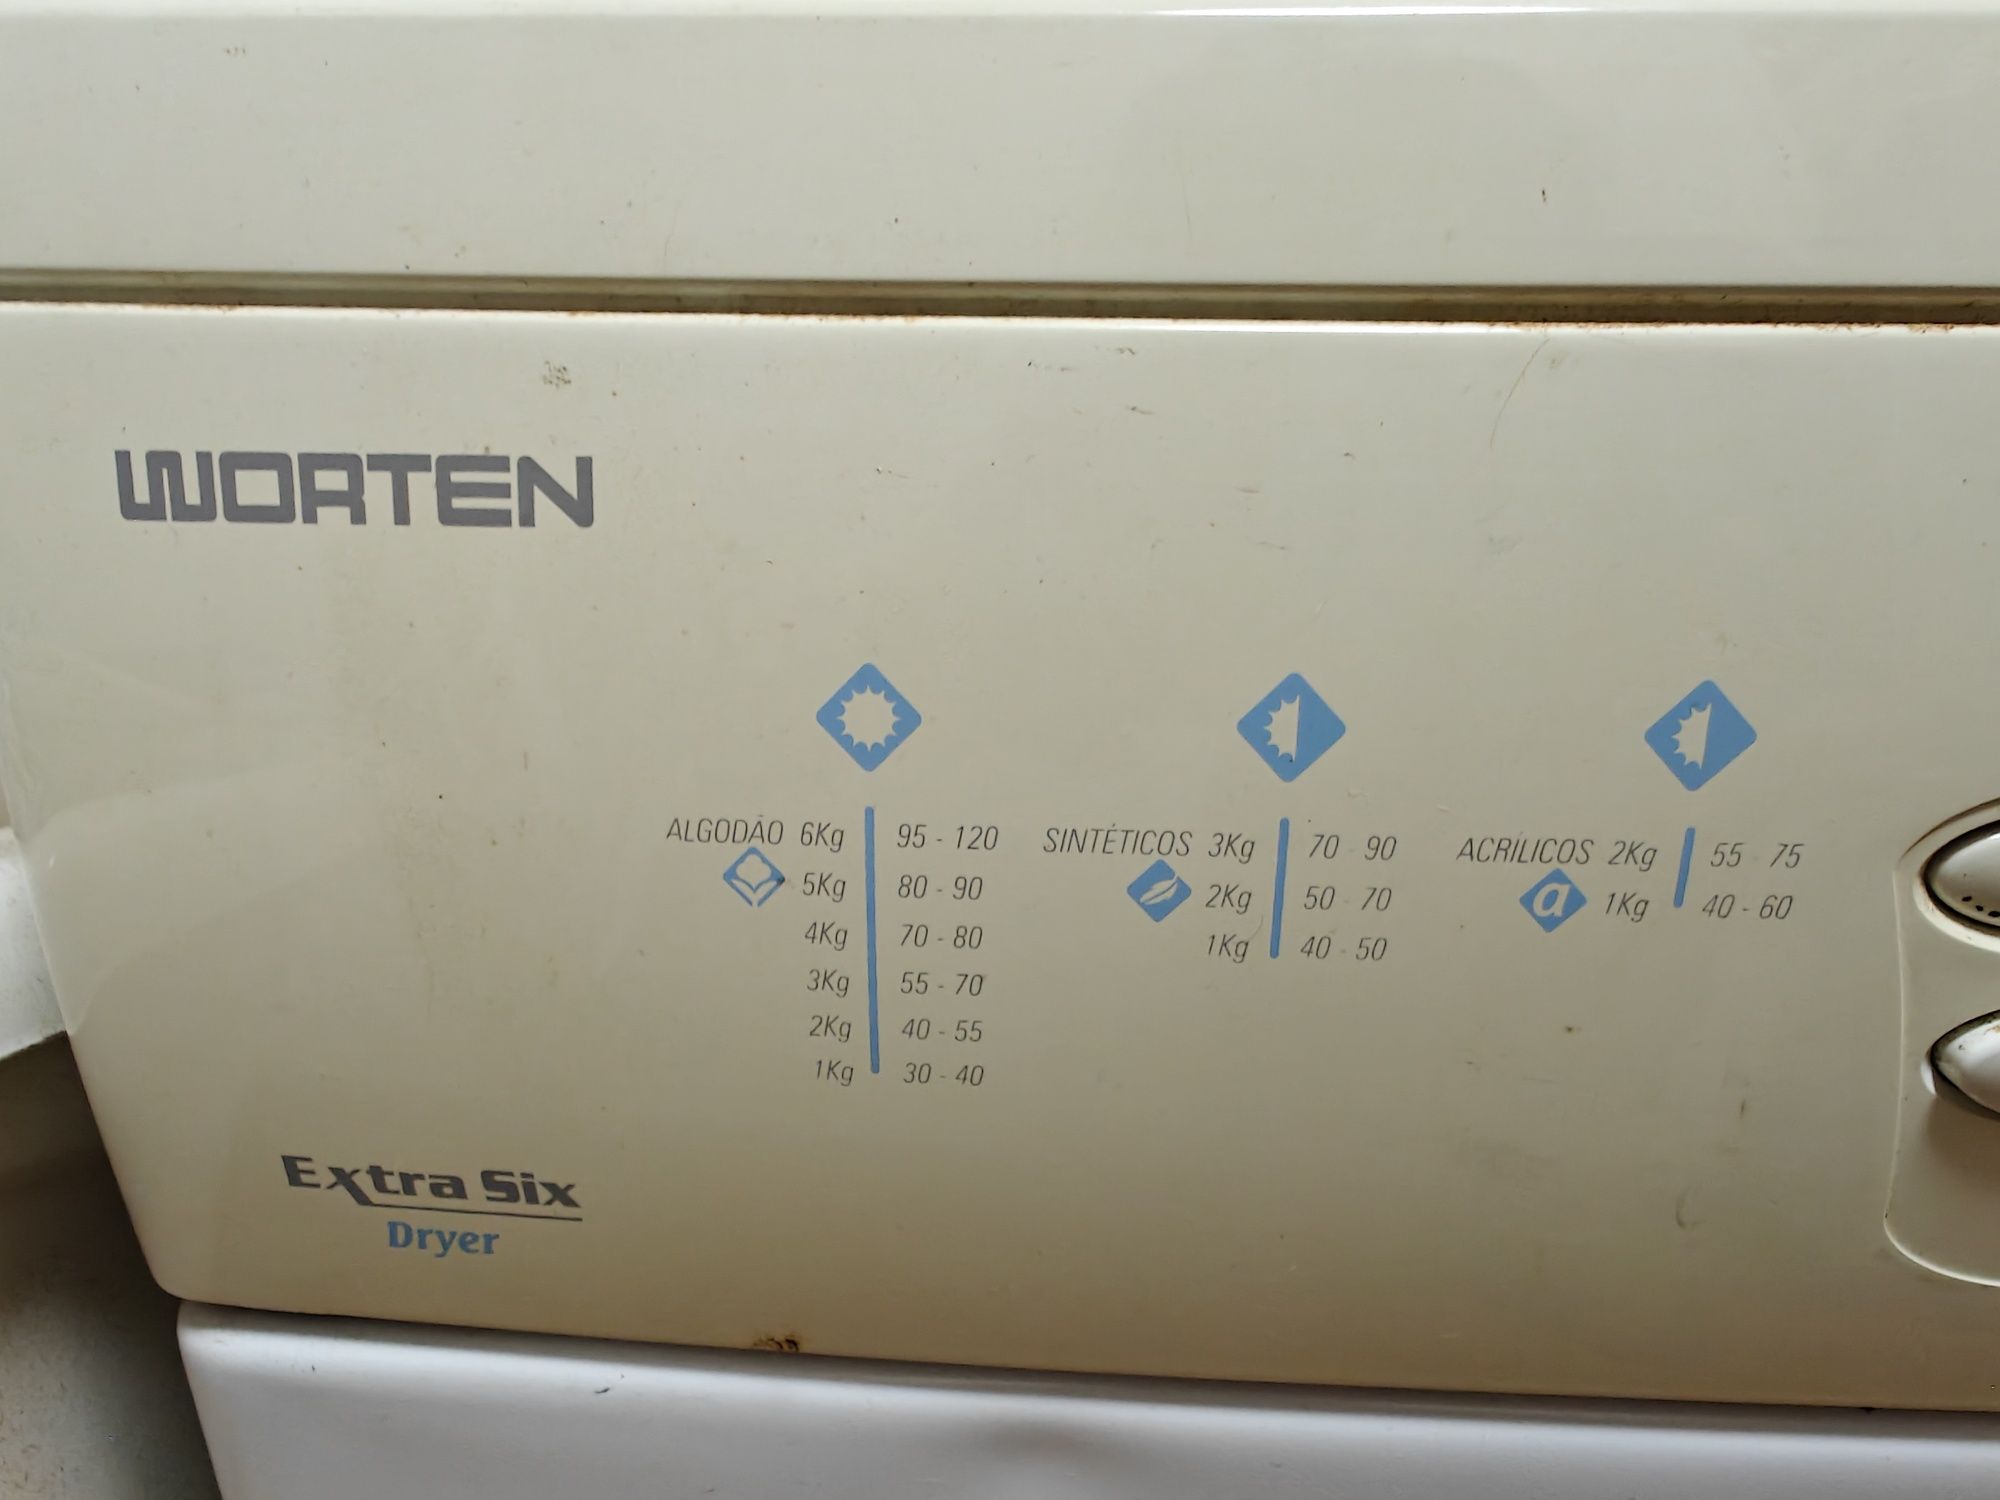 WORTEN
ALGODÃO 6Kg 95 - 120
5Kg 80 - 90
4Kg 70 - 80
3Kg 55 - 70
2Kg 40 - 55
1Kg 30 - 40
SINTÉTICOS 3Kg 70 - 90
2Kg 50 - 70
1Kg 40 - 50
ACRÍLICOS 2Kg 55 - 75
a 1Kg 40 - 60
Extra Six
Dryer